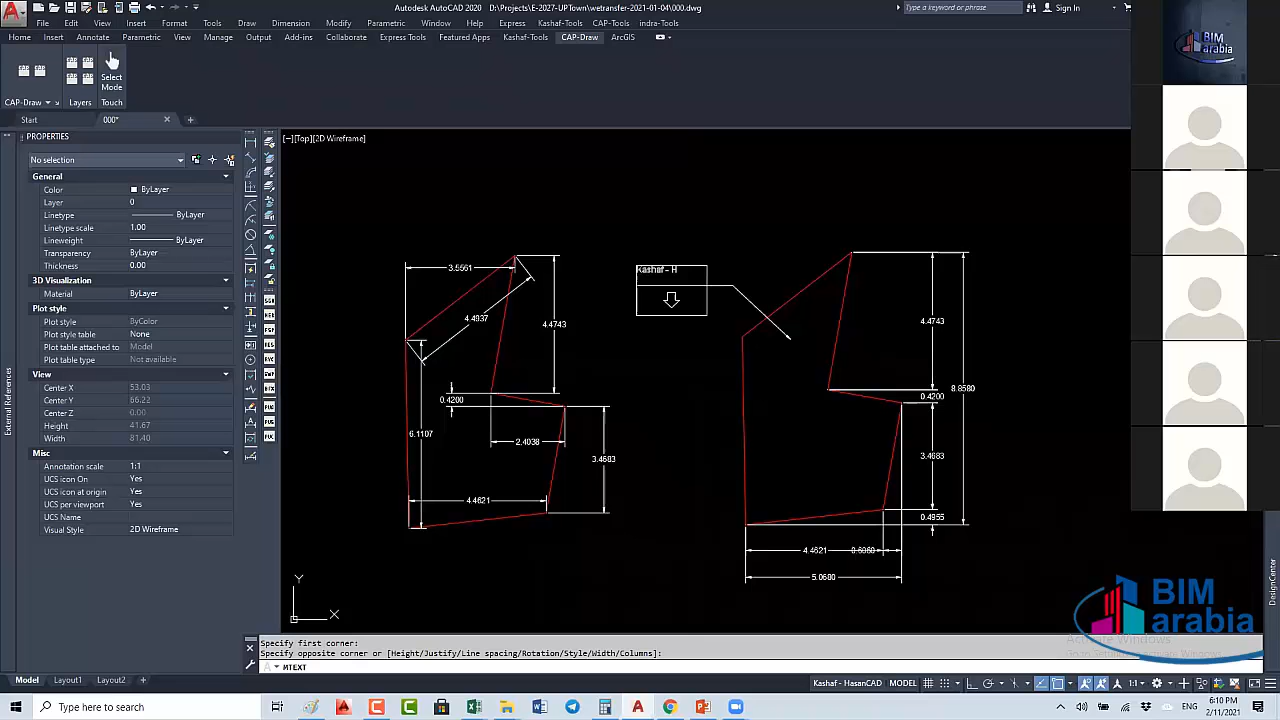 Autodesk AutoCAD 2020 D:\Projects\E-2027-UPTown\wetransfer-2021-01-04\000.dwg
Type a keyword or phrase
Sign In
File Edit View Insert Format Tools Draw Dimension Modify Parametric Window Express Kashaf-Tools CAP-Tools indra-Tools
Home Insert Annotate Parametric View Manage Output Add-ins Collaborate Express Tools Featured Apps Kashaf-Tools CAP-Draw ArcGIS
Select
Mode
CAP-Draw Layers Touch
Start 000*
PROPERTIES
[−][Top][2D Wireframe]
No selection
General
Color ByLayer
Layer 0
Linetype ByLayer
Linetype scale 1.00
Lineweight ByLayer
Transparency ByLayer
Thickness 0.00
3D Visualization
Material ByLayer
Plot style
Plot style ByColor
Plot style table None
Plot table attached to Model
Plot table type Not available
View
Center X 53.03
Center Y 66.22
Center Z 0.00
Height 41.67
Width 81.40
Misc
Annotation scale 1:1
UCS icon On Yes
UCS icon at origin Yes
UCS per viewport Yes
UCS Name
Visual Style 2D Wireframe
External References
3.5561
4.4937
4.4743
0.4200
6.1107
2.4038
3.4683
4.4621
Kashaf - H
4.4743
8.8580
0.4200
3.4683
0.4955
4.4621 0.6060
5.0680
Y
X
BIM
arabia
DesignCenter
BIM
arabia
Activate Windows
Specify first corner:
Specify opposite corner or [Height/Justify/Line spacing/Rotation/Style/Width/Columns]:
MTEXT
Model Layout1 Layout2
Kashaf - HasanCAD MODEL 1:1
Type here to search
6:10 PM
2/11/2021